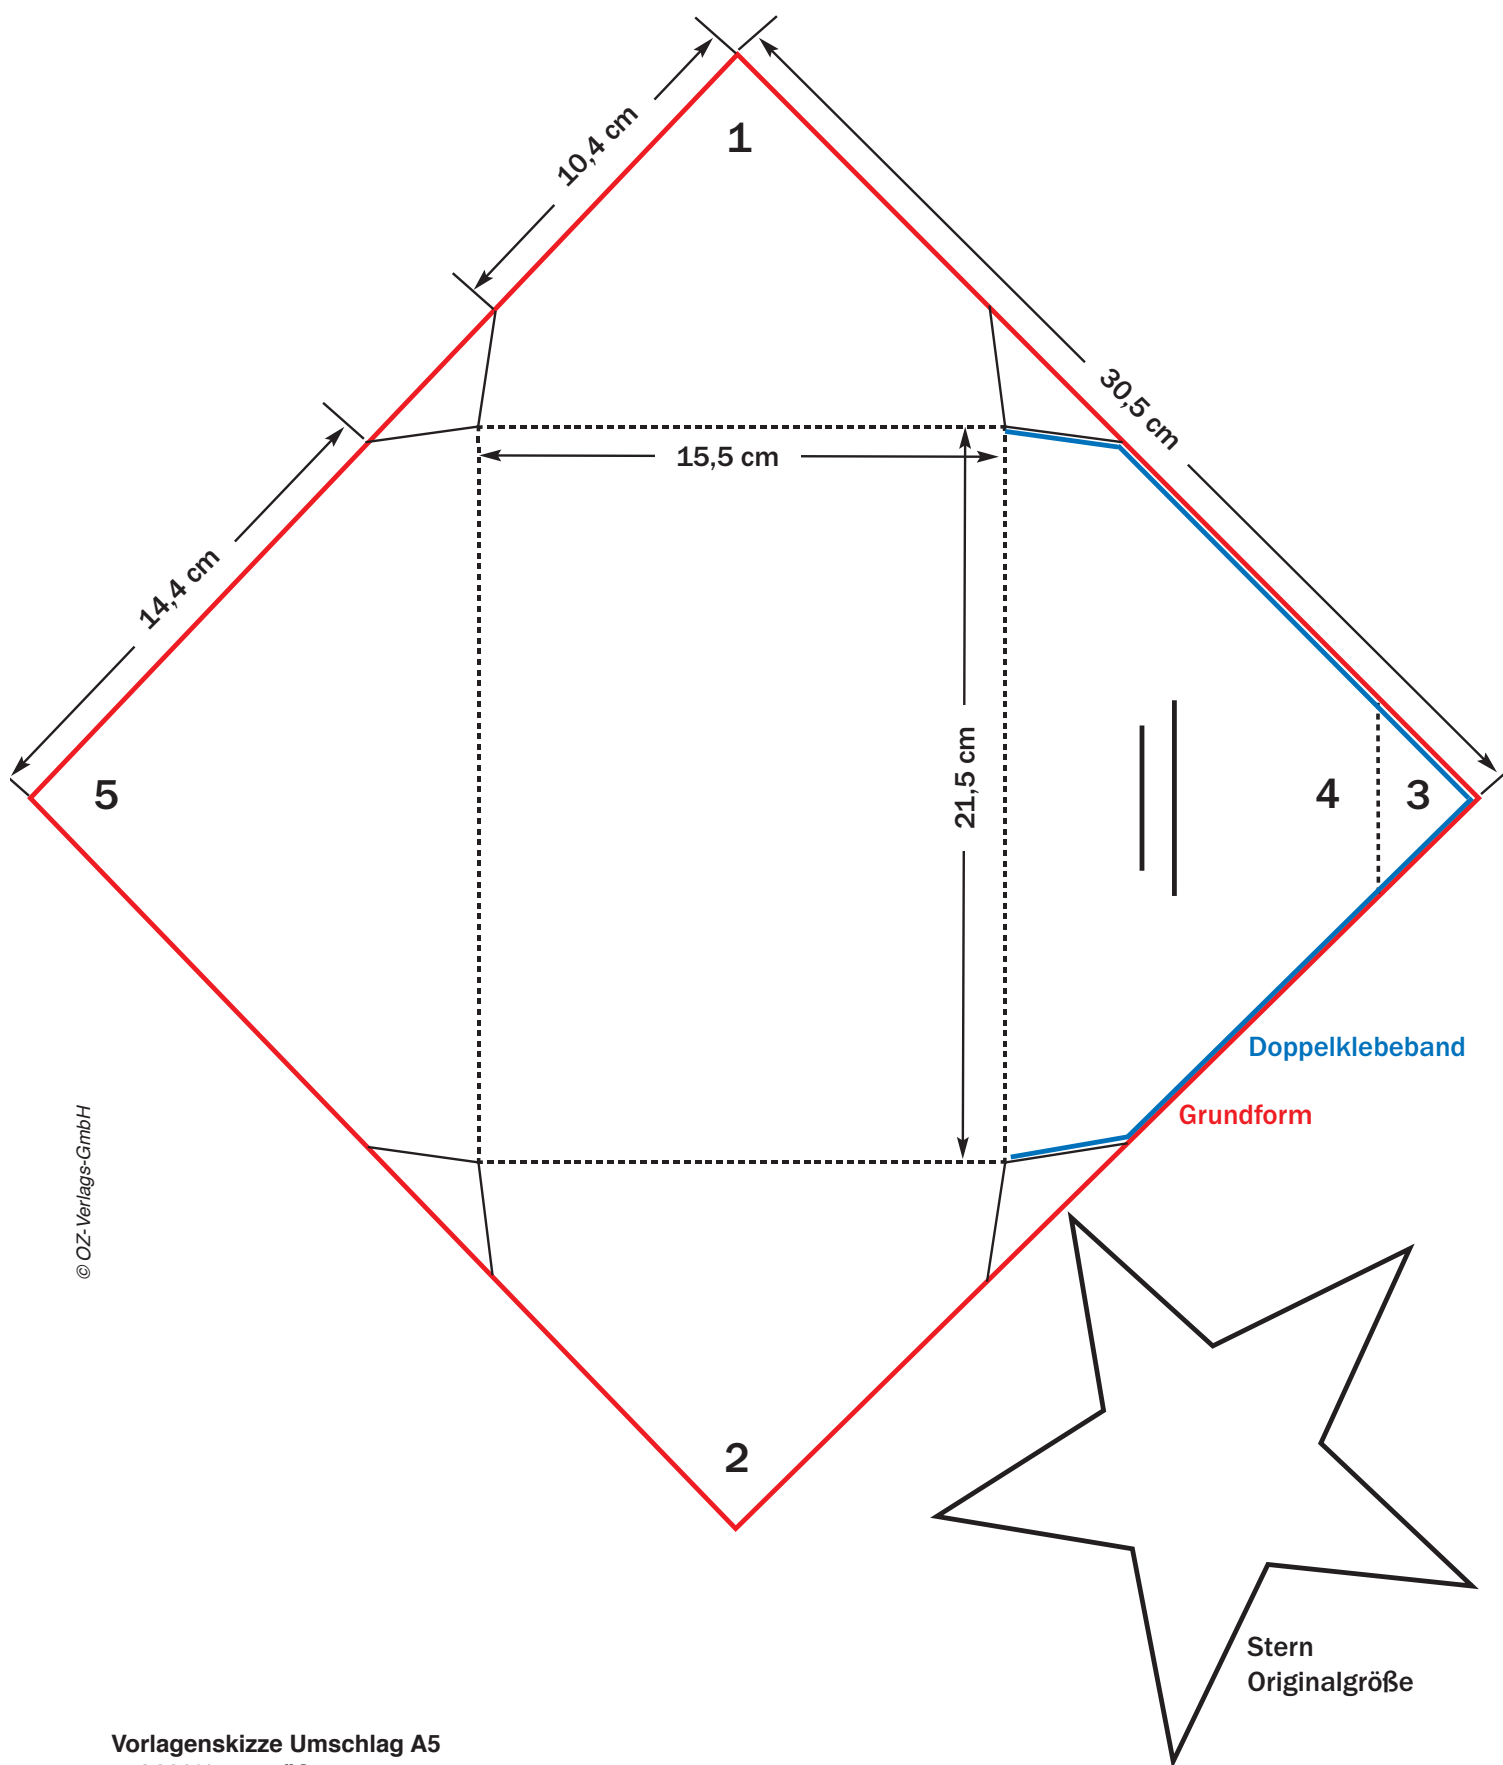 1
10,4 cm
30,5 cm
15,5 cm
14,4 cm
21,5 cm
5
4
3
Doppelklebeband
Grundform
© OZ-Verlags-GmbH
2
Stern
Originalgröße
Vorlagenskizze Umschlag A5